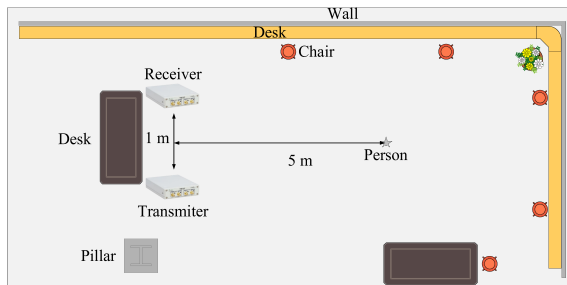 Wall
Desk
Chair
Receiver
Desk
1 m
5 m
Person
Transmiter
Pillar